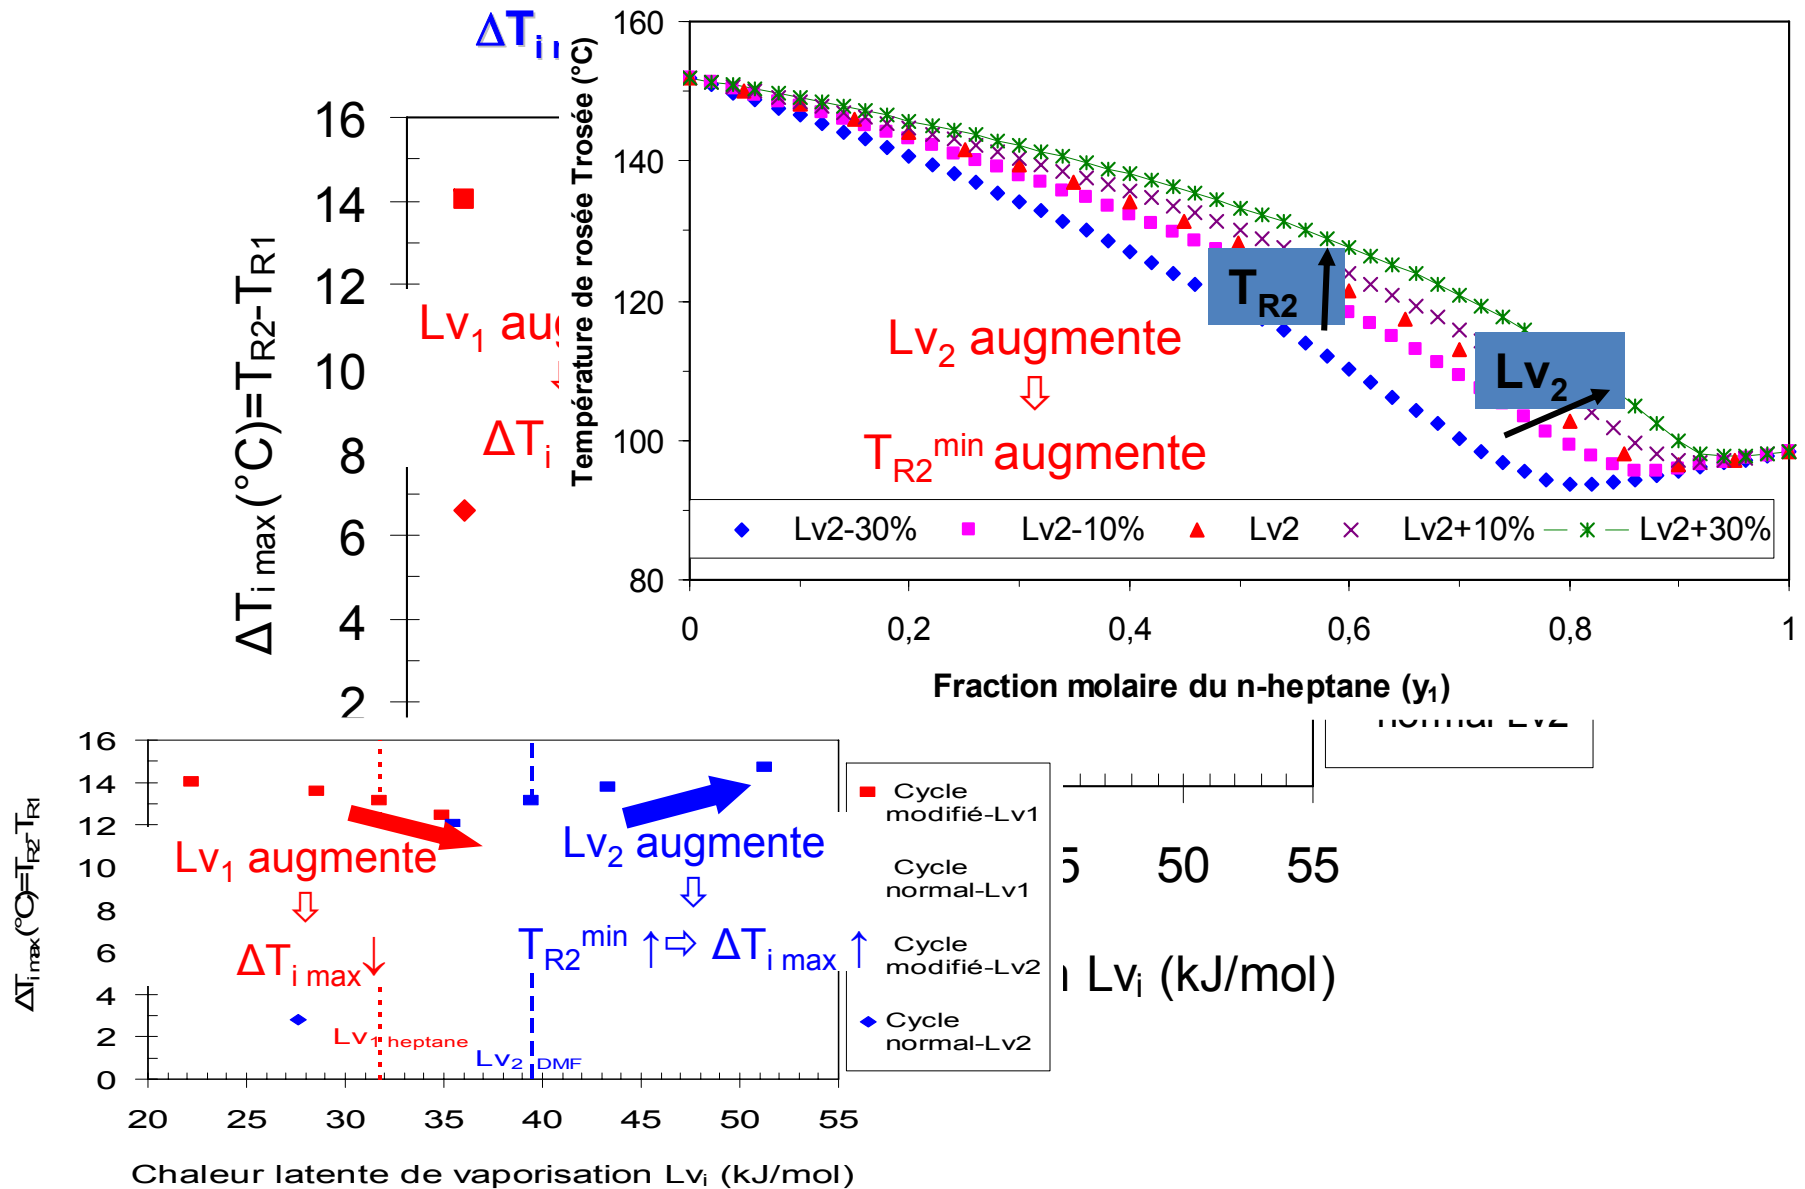 ΔTi
16
14
12
10
8
6
4
2
ΔTi max(°C)=TR2-TR1
Lv1
ΔTi
160
140
120
100
80
Température de rosée Trosée (°C)
TR2
Lv2
Lv2 augmente
⇩
TR2min augmente
Lv2-30% Lv2-10% Lv2 Lv2+10% Lv2+30%
0 0,2 0,4 0,6 0,8 1
Fraction molaire du n-heptane (y1)
normal-Lv2
50 55
Lvi (kJ/mol)
16
14
12
10
8
6
4
2
0
ΔTi max(°C)=TR2-TR1
Lv1 augmente
⇩
ΔTi max ↓
Lv2 augmente
⇩
TR2min ↑⇨ ΔTi max ↑
Lv1 heptane
Lv2 DMF
20 25 30 35 40 45 50 55
Chaleur latente de vaporisation Lvi (kJ/mol)
Cycle
modifié-Lv1
Cycle
normal-Lv1
Cycle
modifié-Lv2
Cycle
normal-Lv2